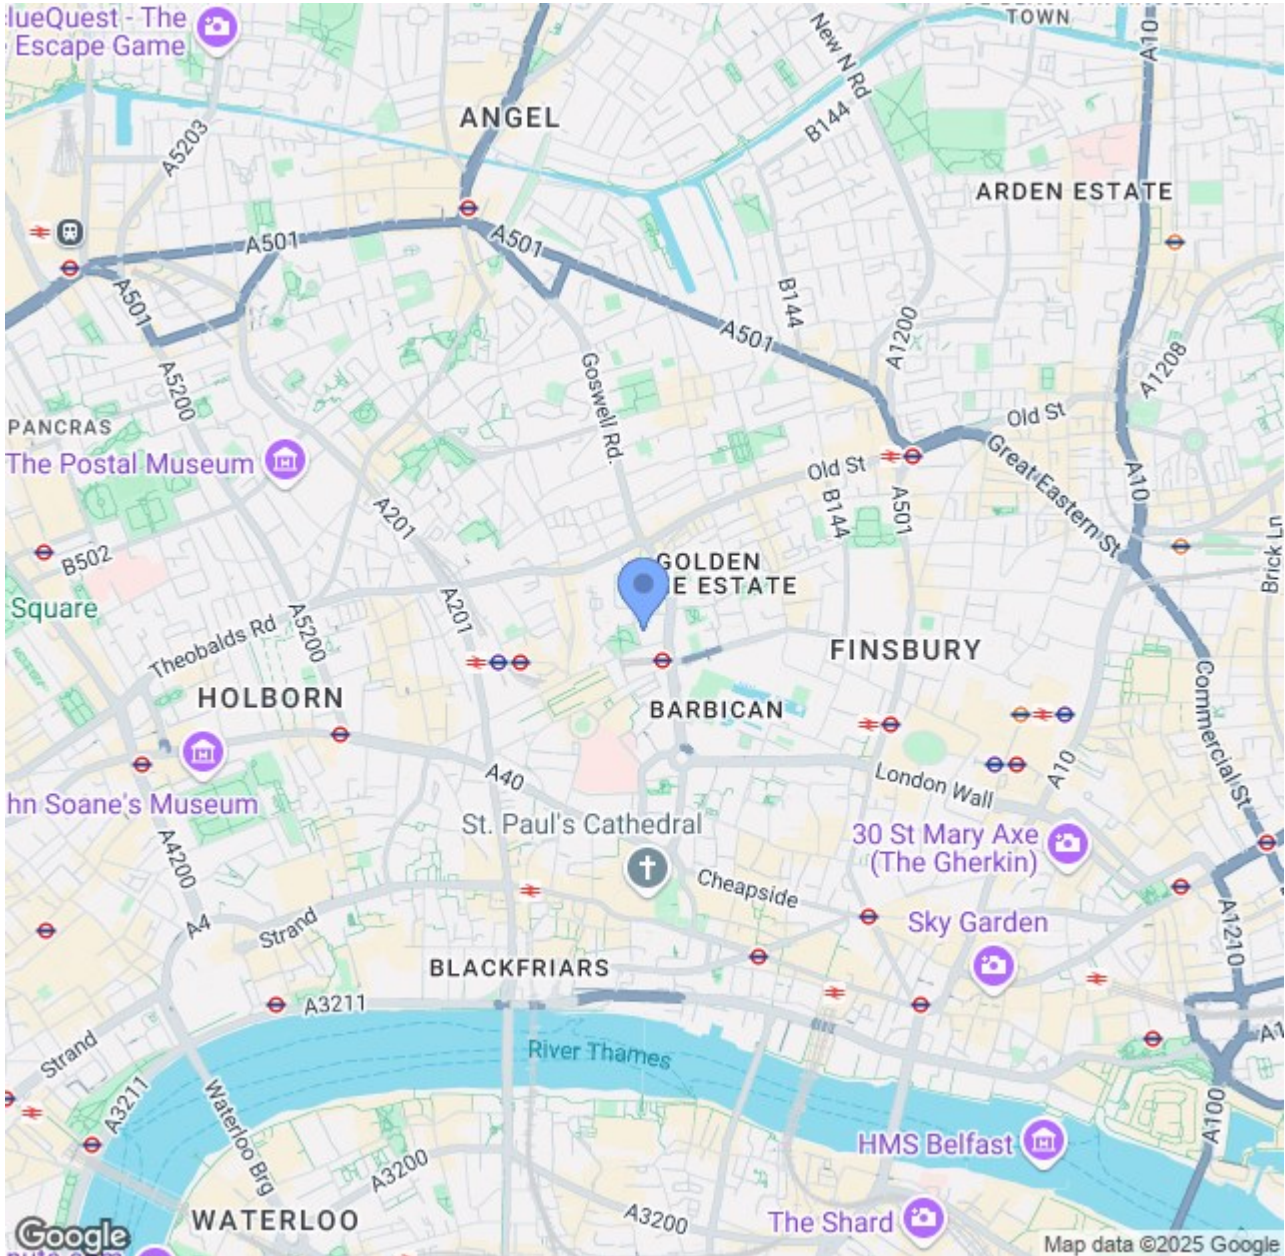 lueQuest - The
Escape Game
TOWN
A10
New N Rd
ANGEL
B144
A5203
ARDEN ESTATE
A501
A501
A501
B144
A501
A1200
A1208
A5200
Goswell Rd.
Old St
PANCRAS
The Postal Museum
Old St
Great Eastern St
A10
B144
A501
A201
B502
GOLDEN
E ESTATE
Brick Ln
Square
A201
A5200
Theobalds Rd
FINSBURY
HOLBORN
BARBICAN
Commercial St
A40
London Wall
A10
hn Soane's Museum
St. Paul's Cathedral
30 St Mary Axe
(The Gherkin)
A4200
Cheapside
Sky Garden
A4
Strand
A1210
BLACKFRIARS
A3211
River Thames
Strand
A3211
Waterloo Brg
A100
HMS Belfast
A3200
WATERLOO
A3200
The Shard
Google
Map data ©2025 Google